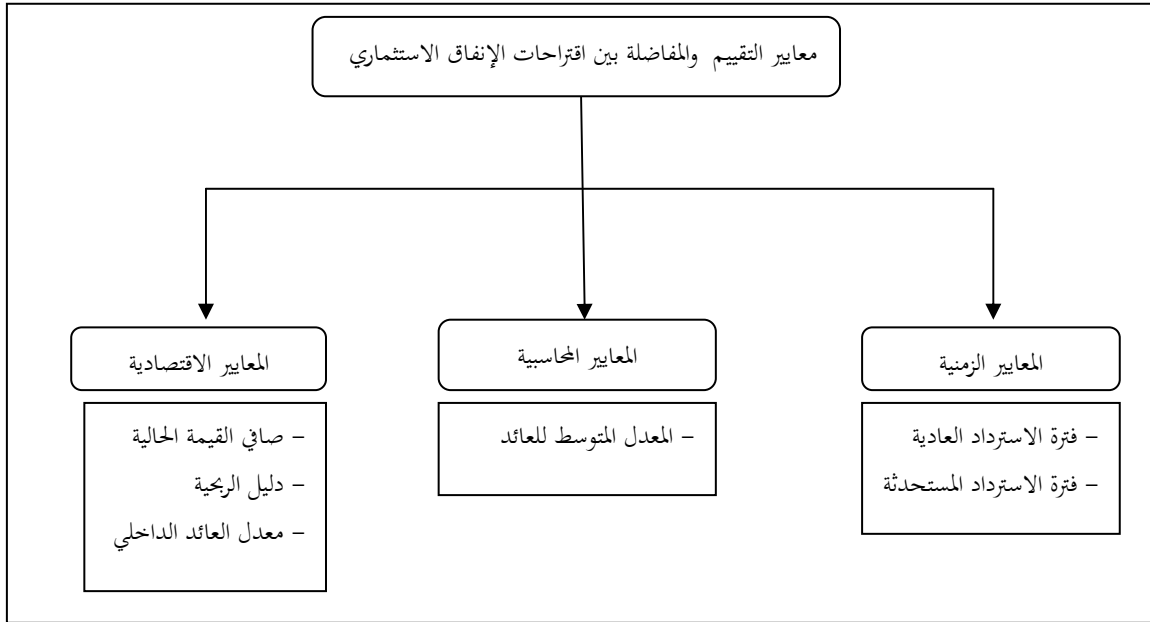 معايير التقييم والمفاضلة بين اقتراحات الإنفاق الاستثماري
المعايير الزمنية
– فترة الاسترداد العادية
– فترة الاسترداد المستحدثة
المعايير المحاسبية
– المعدل المتوسط للعائد
المعايير الاقتصادية
– صافي القيمة الحالية
– دليل الربحية
– معدل العائد الداخلي